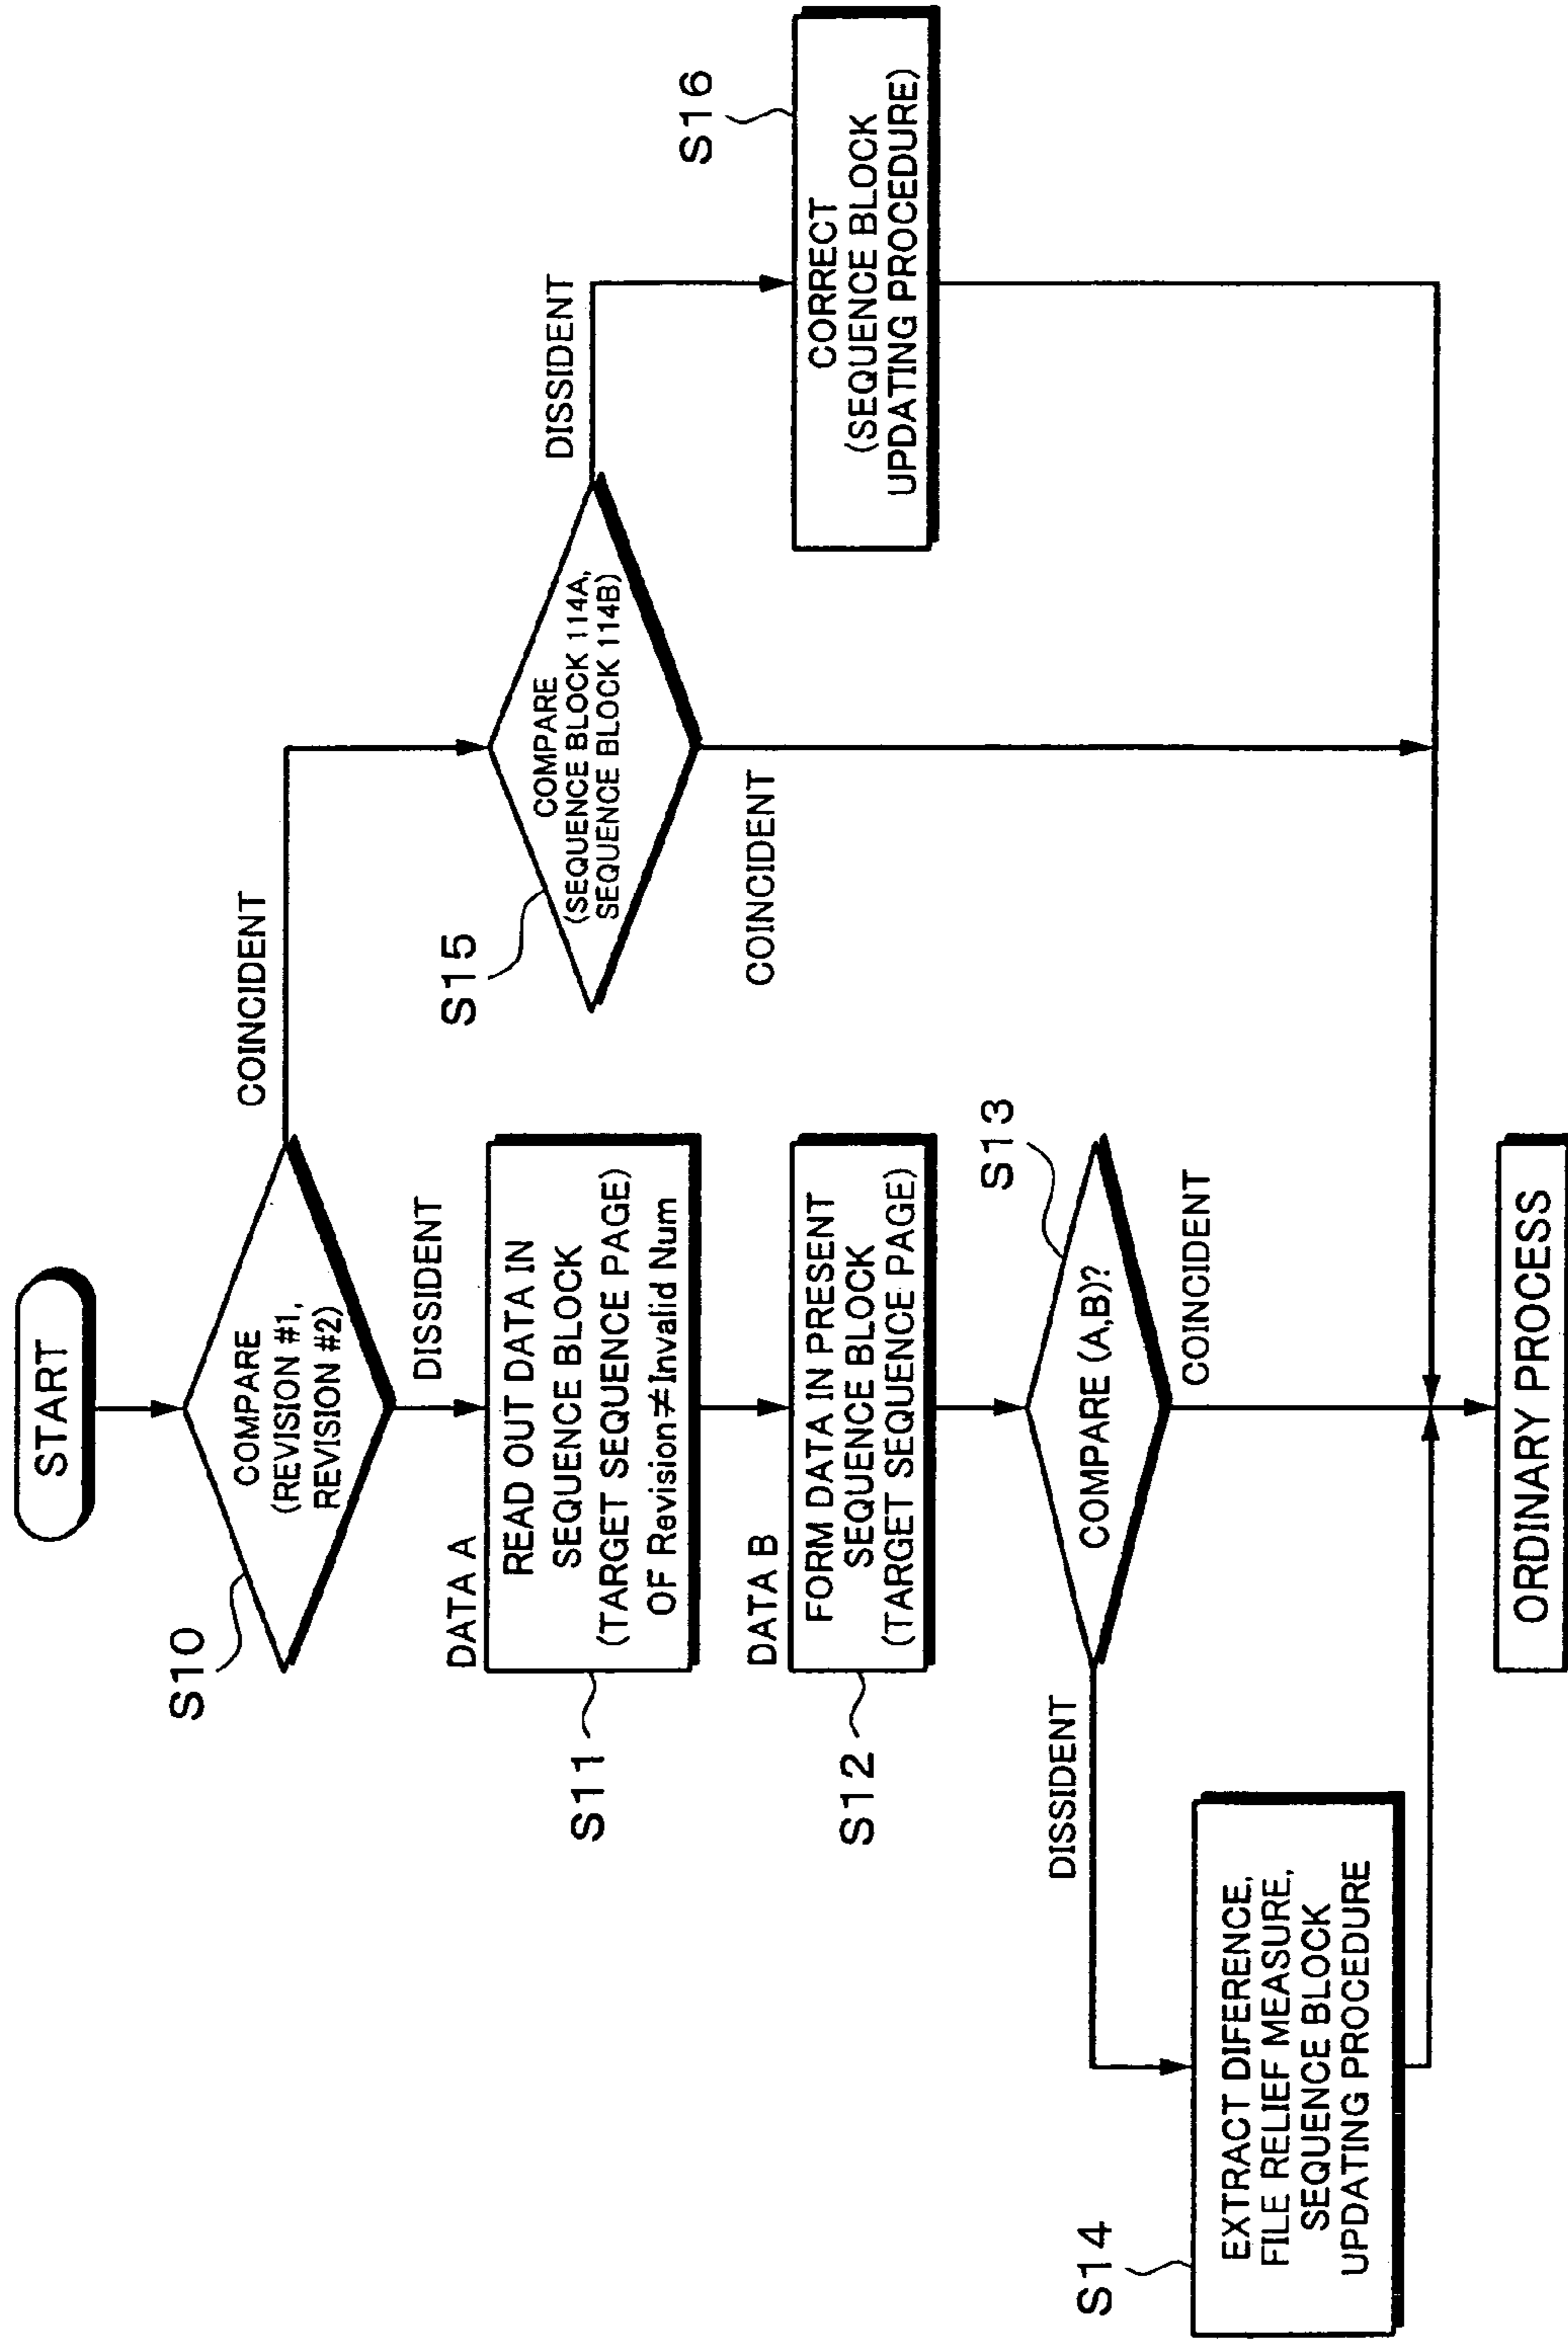 START
S10
COMPARE
(REVISION #1,
REVISION #2)
COINCIDENT
DISSIDENT
DATA A
S11
READ OUT DATA IN
SEQUENCE BLOCK
(TARGET SEQUENCE PAGE)
OF Revision≠Invalid Num
S15
COMPARE
(SEQUENCE BLOCK 114A,
SEQUENCE BLOCK 114B)
DISSIDENT
COINCIDENT
S16
CORRECT
(SEQUENCE BLOCK
UPDATING PROCEDURE)
DATA B
S12
FORM DATA IN PRESENT
SEQUENCE BLOCK
(TARGET SEQUENCE PAGE)
S13
COMPARE (A,B)?
DISSIDENT
COINCIDENT
S14
EXTRACT DIFERENCE,
FILE RELIEF MEASURE,
SEQUENCE BLOCK
UPDATING PROCEDURE
ORDINARY PROCESS